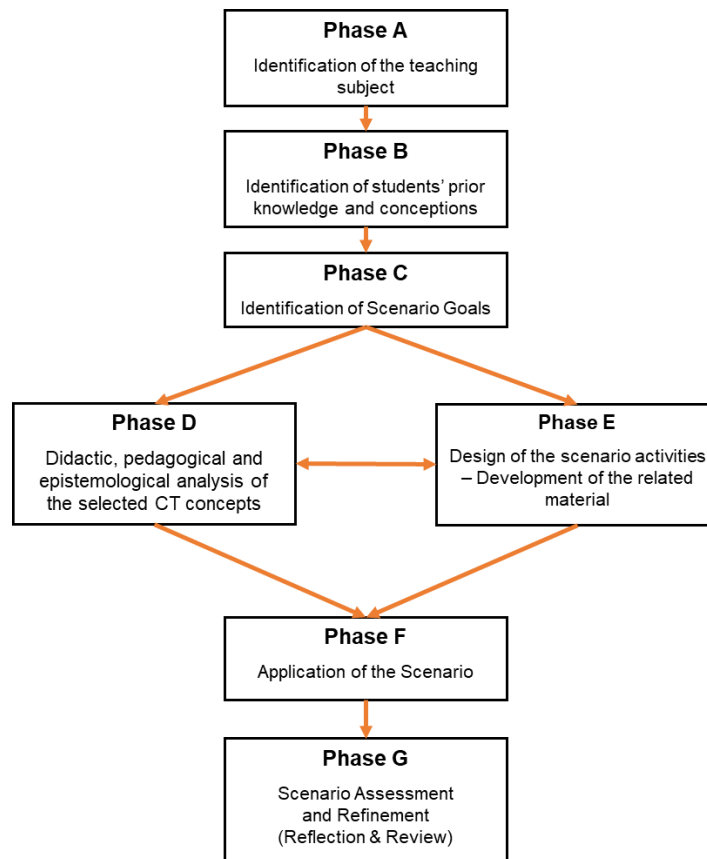 Phase A
Identification of the teaching
subject
Phase B
Identification of students’ prior
knowledge and conceptions
Phase C
Identification of Scenario Goals
Phase D
Didactic, pedagogical and
epistemological analysis of
the selected CT concepts
Phase E
Design of the scenario activities
– Development of the related
material
Phase F
Application of the Scenario
Phase G
Scenario Assessment
and Refinement
(Reflection & Review)